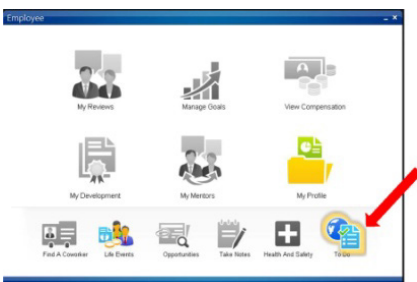 Employee
My Reviews
Manage Goals
View Compensation
My Development
My Mentors
My Profile
Find A Coworker
Life Events
Opportunities
Take Notes
Health And Safety
To Do